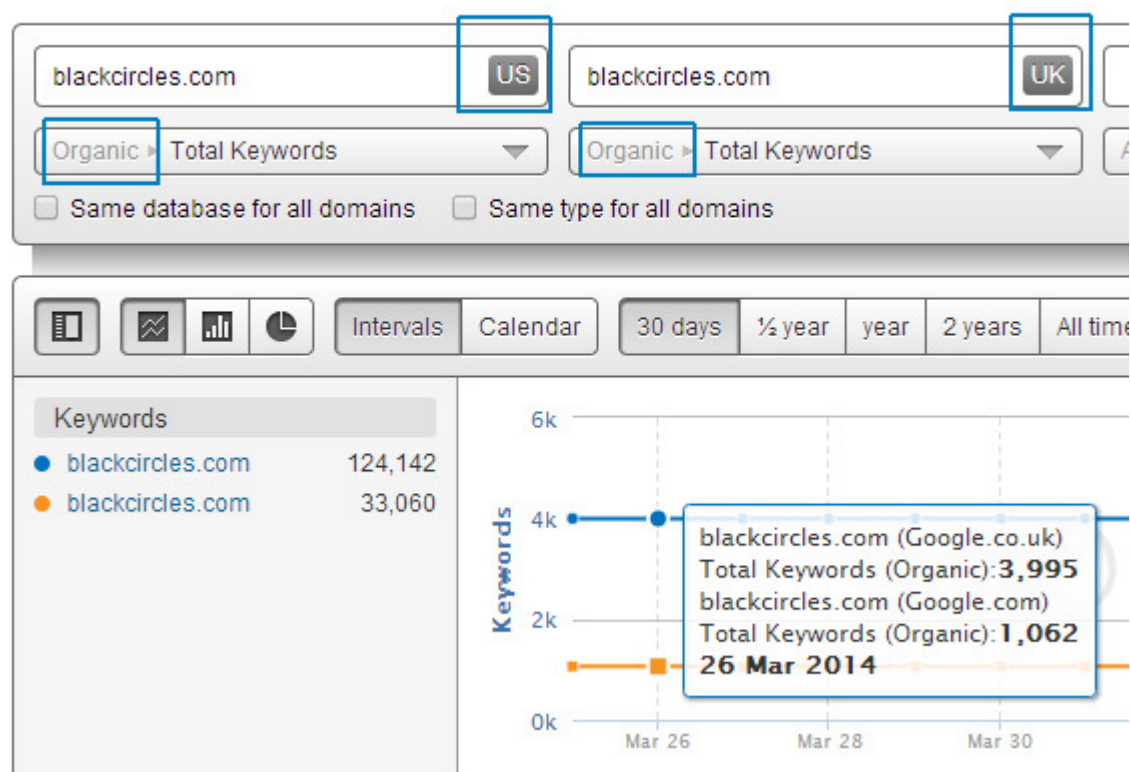 blackcircles.com US blackcircles.com UK
Organic Total Keywords Organic Total Keywords
Same database for all domains Same type for all domains
Intervals Calendar 30 days ½ year year 2 years All time
Keywords
blackcircles.com 124,142
blackcircles.com 33,060
Keywords
6k
4k
2k
0k
blackcircles.com (Google.co.uk)
Total Keywords (Organic):3,995
blackcircles.com (Google.com)
Total Keywords (Organic):1,062
26 Mar 2014
Mar 26 Mar 28 Mar 30